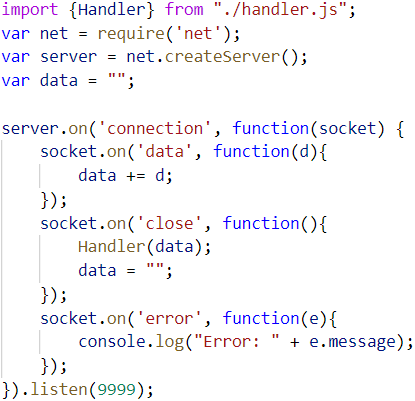 import {Handler} from "./handler.js";
var net = require('net');
var server = net.createServer();
var data = "";

server.on('connection', function(socket) {
    socket.on('data', function(d){
        data += d;
    });
    socket.on('close', function(){
        Handler(data);
        data = "";
    });
    socket.on('error', function(e){
        console.log("Error: " + e.message);
    });
}).listen(9999);